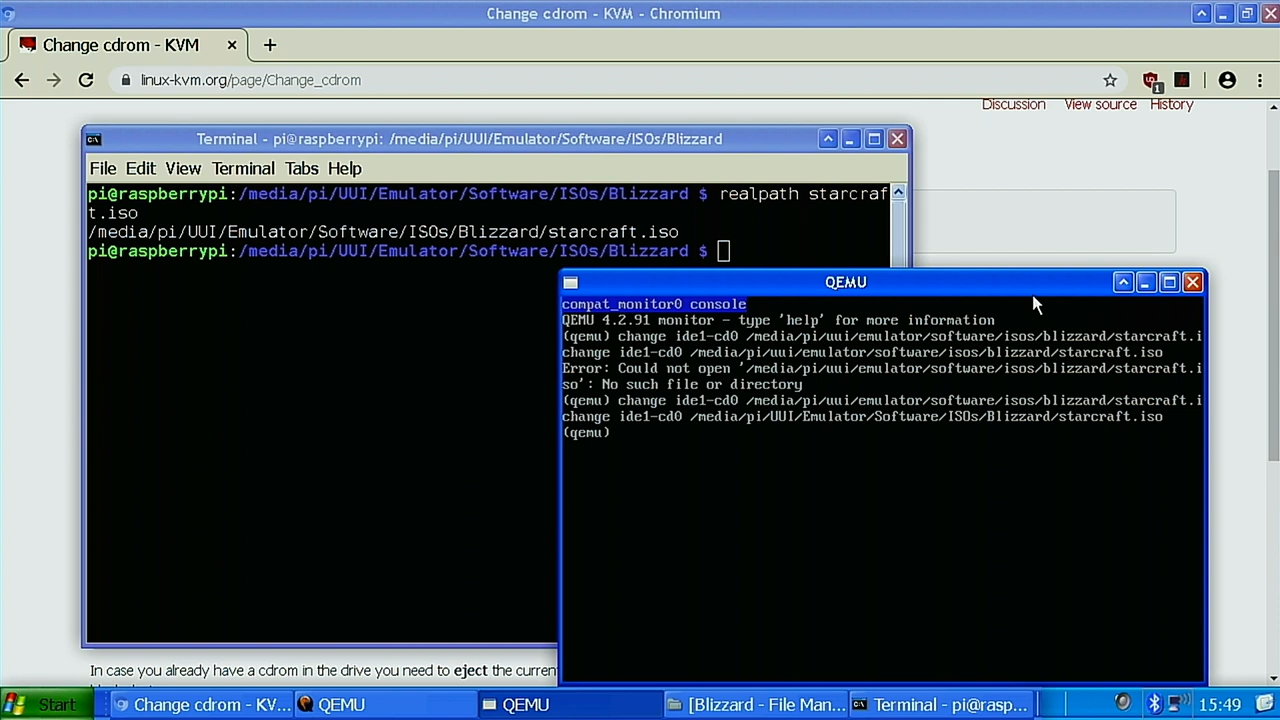 Change cdrom - KVM - Chromium
Change cdrom - KVM
linux-kvm.org/page/Change_cdrom
1
Discussion View source History
Terminal - pi@raspberrypi: /media/pi/UUI/Emulator/Software/ISOs/Blizzard
File Edit View Terminal Tabs Help
pi@raspberrypi:/media/pi/UUI/Emulator/Software/ISOs/Blizzard $ realpath starcraf
t.iso
/media/pi/UUI/Emulator/Software/ISOs/Blizzard/starcraft.iso
pi@raspberrypi:/media/pi/UUI/Emulator/Software/ISOs/Blizzard $
QEMU
compat_monitor0 console
QEMU 4.2.91 monitor - type 'help' for more information
(qemu) change ide1-cd0 /media/pi/uui/emulator/software/isos/blizzard/starcraft.i
change ide1-cd0 /media/pi/uui/emulator/software/isos/blizzard/starcraft.iso
Error: Could not open '/media/pi/uui/emulator/software/isos/blizzard/starcraft.i
so': No such file or directory
(qemu) change ide1-cd0 /media/pi/uui/emulator/software/isos/blizzard/starcraft.i
change ide1-cd0 /media/pi/UUI/Emulator/Software/ISOs/Blizzard/starcraft.iso
(qemu)
In case you already have a cdrom in the drive you need to eject the current
Start Change cdrom - KV... QEMU QEMU [Blizzard - File Man... Terminal - pi@rasp... 15:49